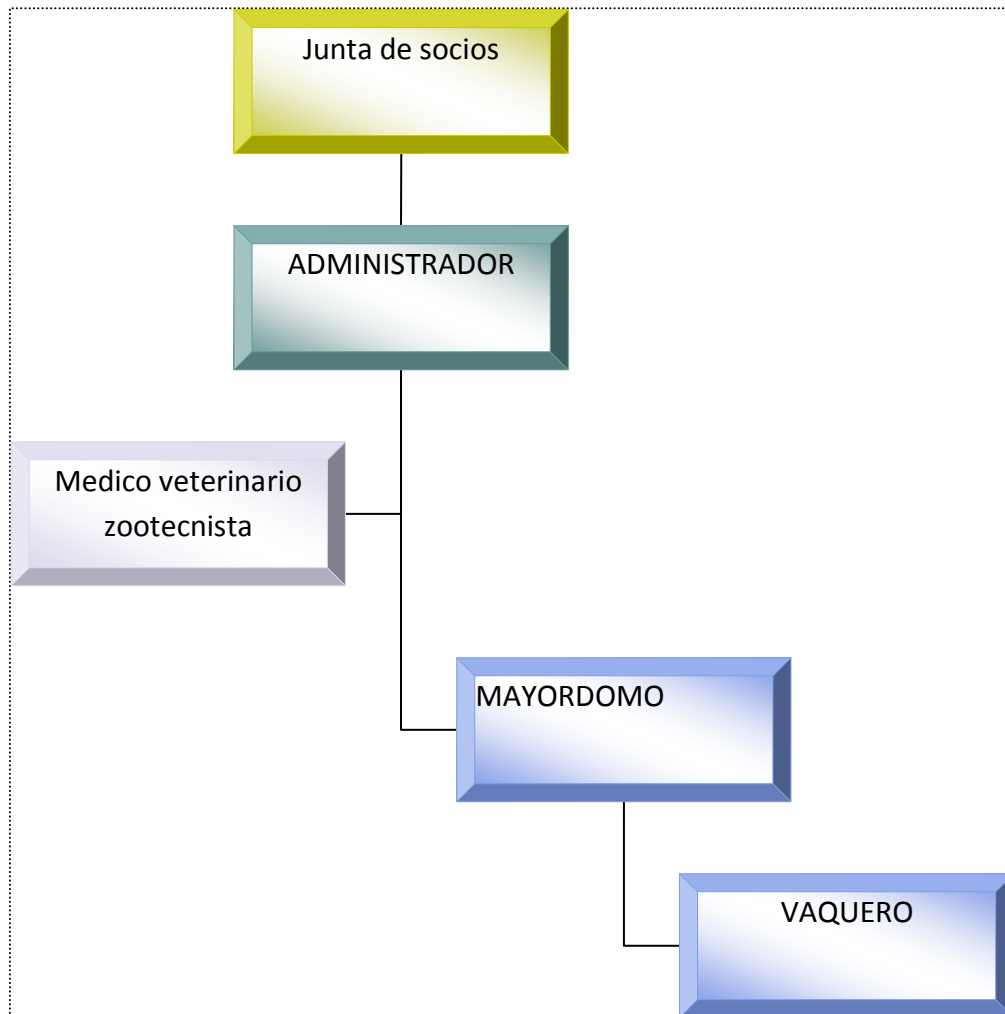 Junta de socios
ADMINISTRADOR
Medico veterinario
zootecnista
MAYORDOMO
VAQUERO